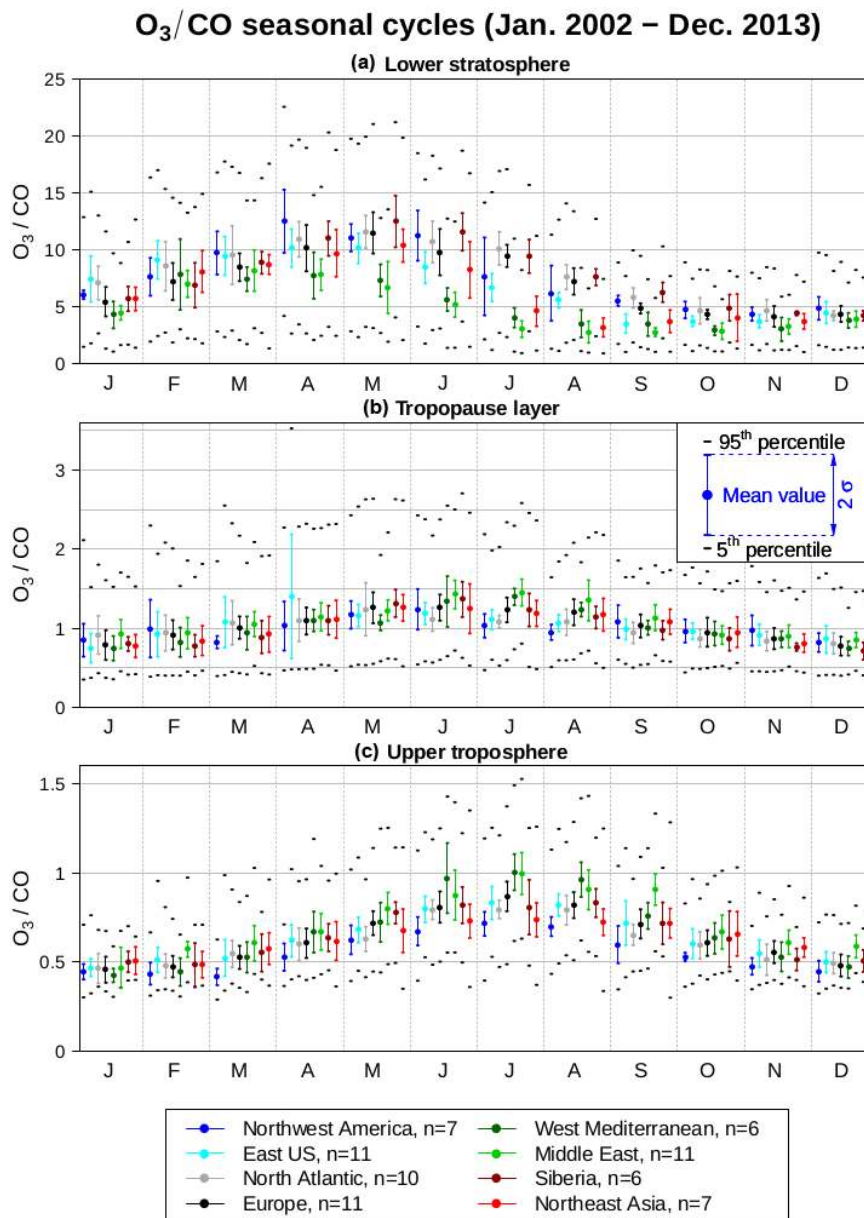 O₃/CO seasonal cycles (Jan. 2002 – Dec. 2013)
(a) Lower stratosphere
25
20
15
10
5
0
O₃ / CO
J F M A M J J A S O N D
(b) Tropopause layer
3
2
1
0
O₃ / CO
95th percentile
Mean value
2 σ
5th percentile
J F M A M J J A S O N D
(c) Upper troposphere
1.5
1
0.5
0
O₃ / CO
J F M A M J J A S O N D
Northwest America, n=7
East US, n=11
North Atlantic, n=10
Europe, n=11
West Mediterranean, n=6
Middle East, n=11
Siberia, n=6
Northeast Asia, n=7